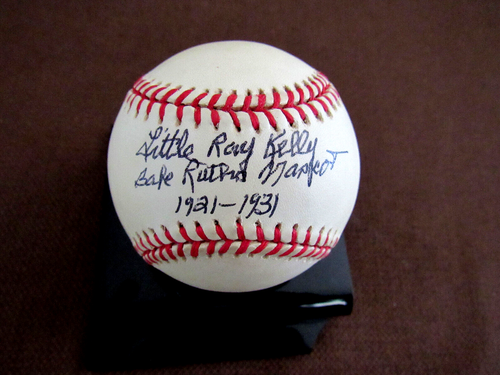 Little Ray Kelly
Babe Ruth's Mascot
1921-1931